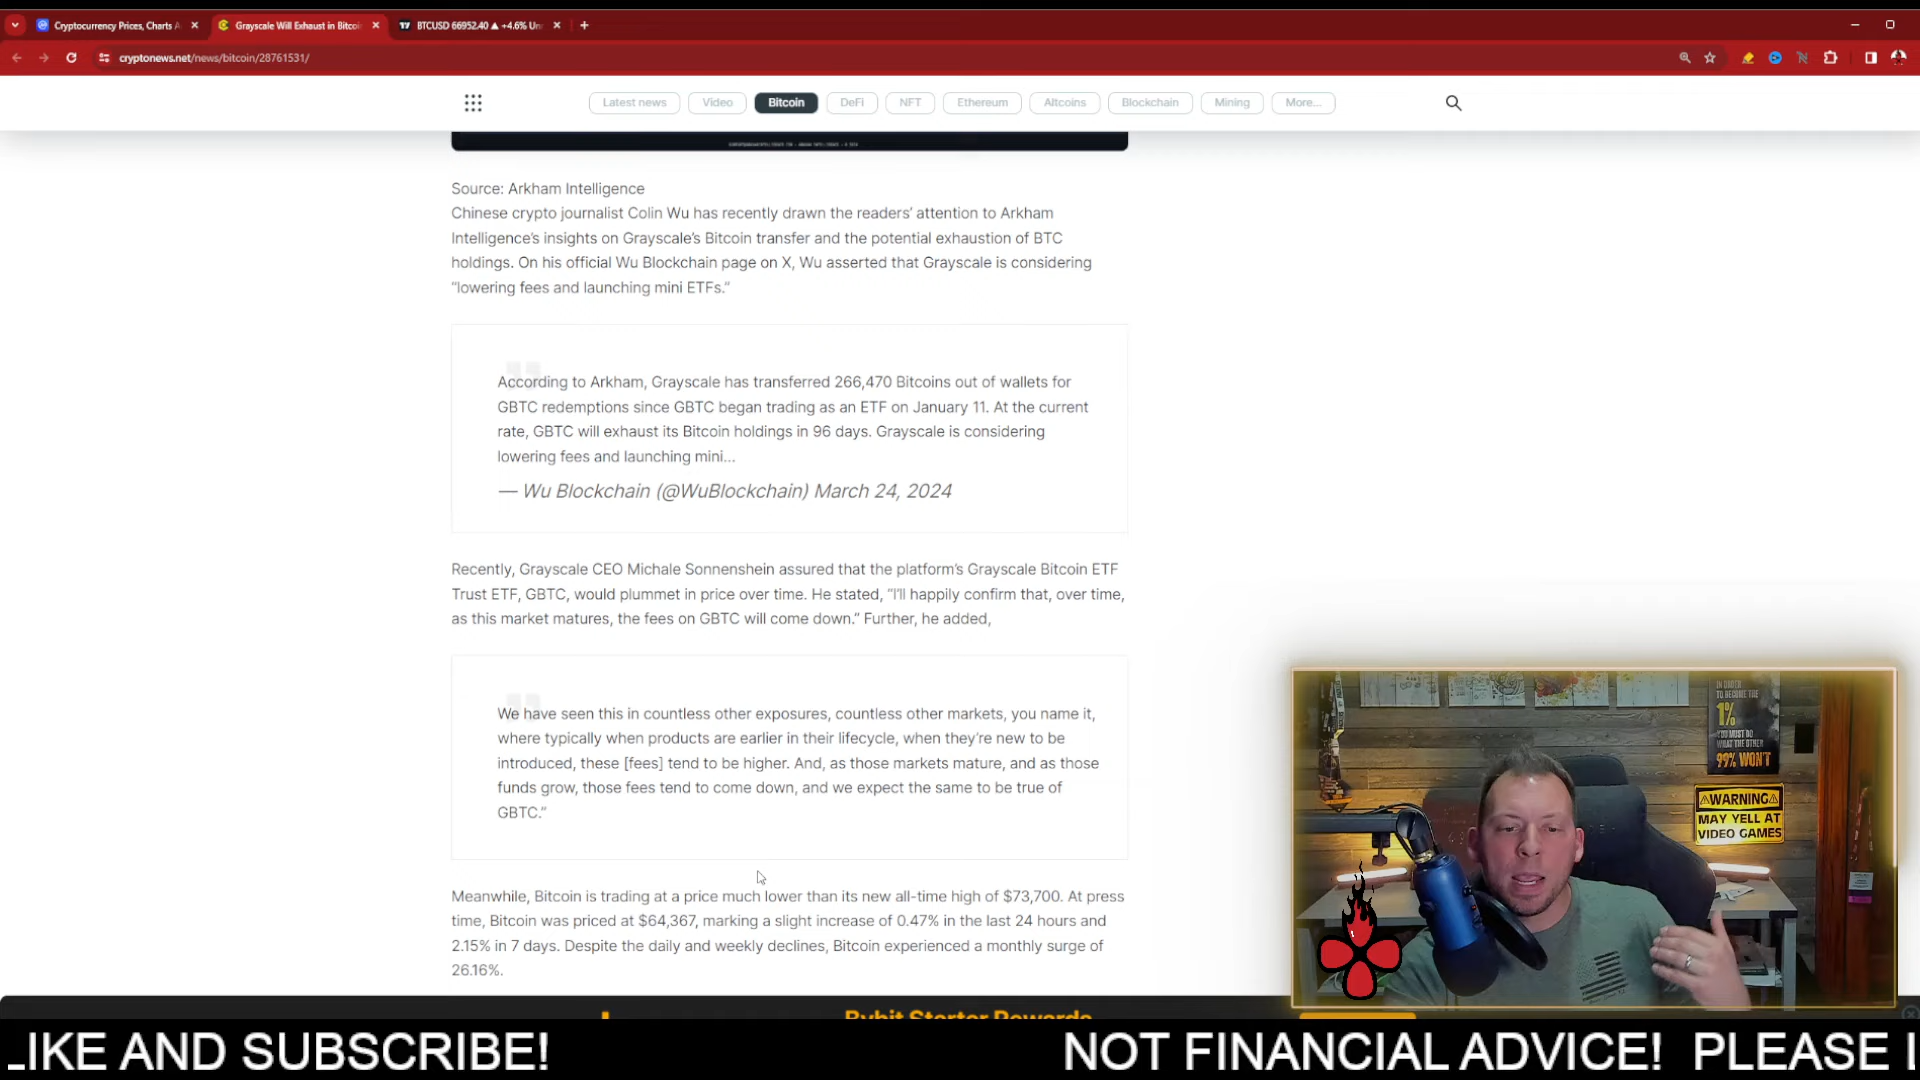 Cryptocurrency Prices, Charts A
Grayscale Will Exhaust in Bitcoi
BTCUSD 66952.40 ▲ +4.6% Un
cryptonews.net/news/bitcoin/28761531/
Latest news
Video
Bitcoin
DeFi
NFT
Ethereum
Altcoins
Blockchain
Mining
More...
Source: Arkham Intelligence
Chinese crypto journalist Colin Wu has recently drawn the readers’ attention to Arkham
Intelligence’s insights on Grayscale’s Bitcoin transfer and the potential exhaustion of BTC
holdings. On his official Wu Blockchain page on X, Wu asserted that Grayscale is considering
“lowering fees and launching mini ETFs.”
According to Arkham, Grayscale has transferred 266,470 Bitcoins out of wallets for
GBTC redemptions since GBTC began trading as an ETF on January 11. At the current
rate, GBTC will exhaust its Bitcoin holdings in 96 days. Grayscale is considering
lowering fees and launching mini...
— Wu Blockchain (@WuBlockchain) March 24, 2024
Recently, Grayscale CEO Michale Sonnenshein assured that the platform’s Grayscale Bitcoin ETF
Trust ETF, GBTC, would plummet in price over time. He stated, “I’ll happily confirm that, over time,
as this market matures, the fees on GBTC will come down.” Further, he added,
We have seen this in countless other exposures, countless other markets, you name it,
where typically when products are earlier in their lifecycle, when they’re new to be
introduced, these [fees] tend to be higher. And, as those markets mature, and as those
funds grow, those fees tend to come down, and we expect the same to be true of
GBTC.”
Meanwhile, Bitcoin is trading at a price much lower than its new all-time high of $73,700. At press
time, Bitcoin was priced at $64,367, marking a slight increase of 0.47% in the last 24 hours and
2.15% in 7 days. Despite the daily and weekly declines, Bitcoin experienced a monthly surge of
26.16%.
IN ORDER
TO BECOME THE
1%
YOU MUST DO
WHAT THE OTHER
99% WON'T
WARNING
MAY YELL AT
VIDEO GAMES
Bybit Starter Rewards
LIKE AND SUBSCRIBE!
NOT FINANCIAL ADVICE! PLEASE L